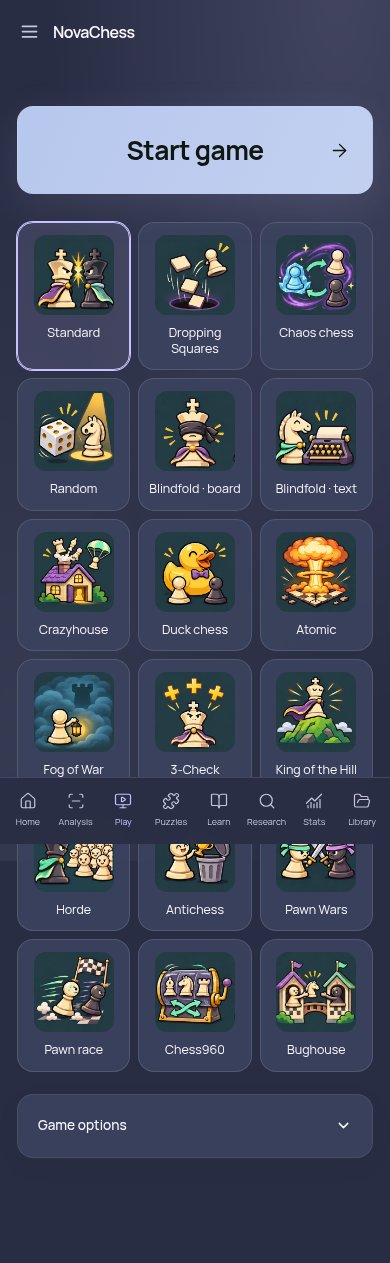 NovaChess
Start game
Standard
Dropping
Squares
Chaos chess
Random
Blindfold · board
Blindfold · text
Crazyhouse
Duck chess
Atomic
Fog of War
3-Check
King of the Hill
Home
Analysis
Play
Puzzles
Learn
Research
Stats
Library
Horde
Antichess
Pawn Wars
Pawn race
Chess960
Bughouse
Game options